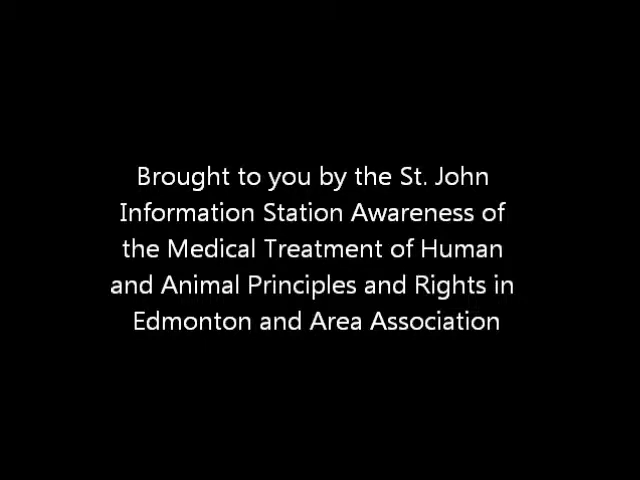 Brought to you by the St. John
Information Station Awareness of
the Medical Treatment of Human
and Animal Principles and Rights in
Edmonton and Area Association